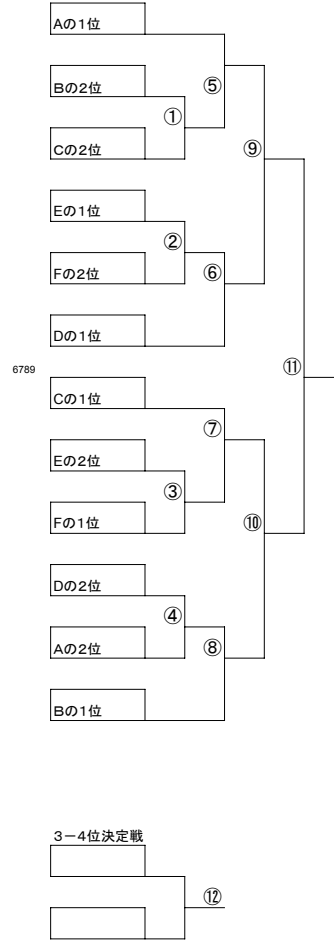 Aの1位
Bの2位
⑤
①
Cの2位
⑨
Eの1位
②
Fの2位
⑥
Dの1位
6789
⑪
Cの1位
⑦
Eの2位
③
Fの1位
⑩
Dの2位
④
Aの2位
⑧
Bの1位
3－4位決定戦
⑫